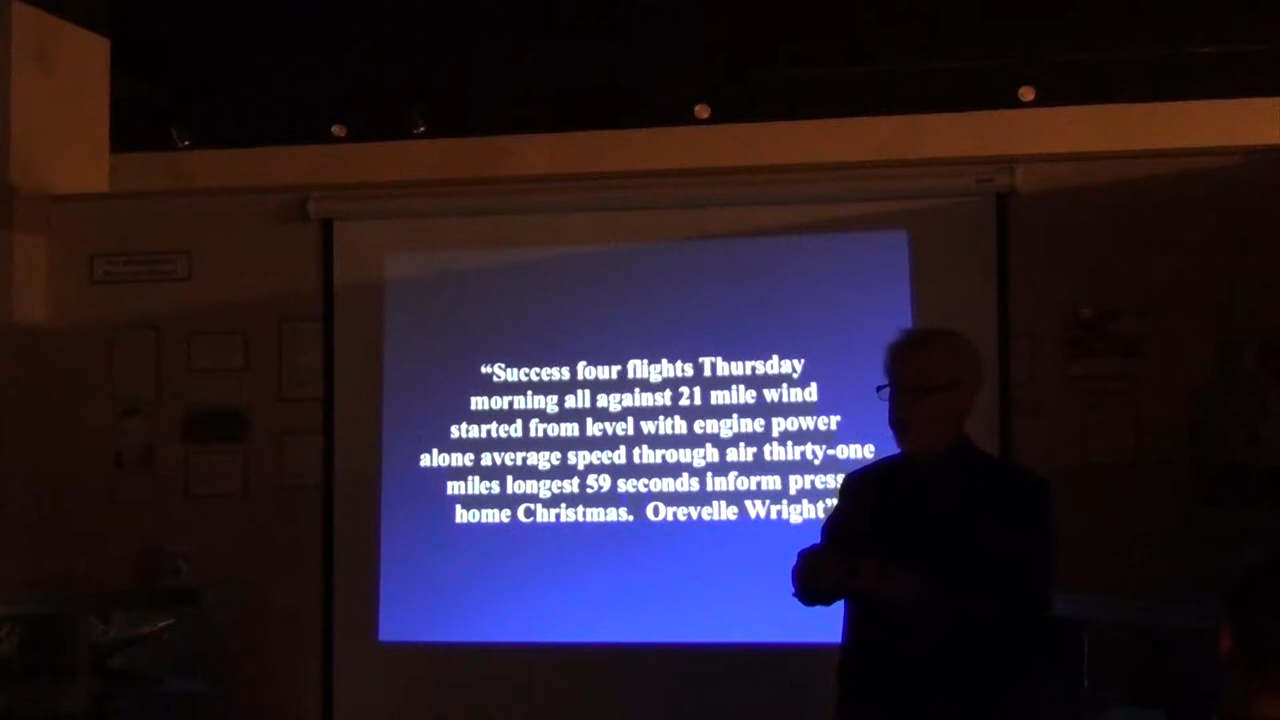 “Success four flights Thursday
morning all against 21 mile wind
started from level with engine power
alone average speed through air thirty-one
miles longest 59 seconds inform press
home Christmas.  Orevelle Wright”